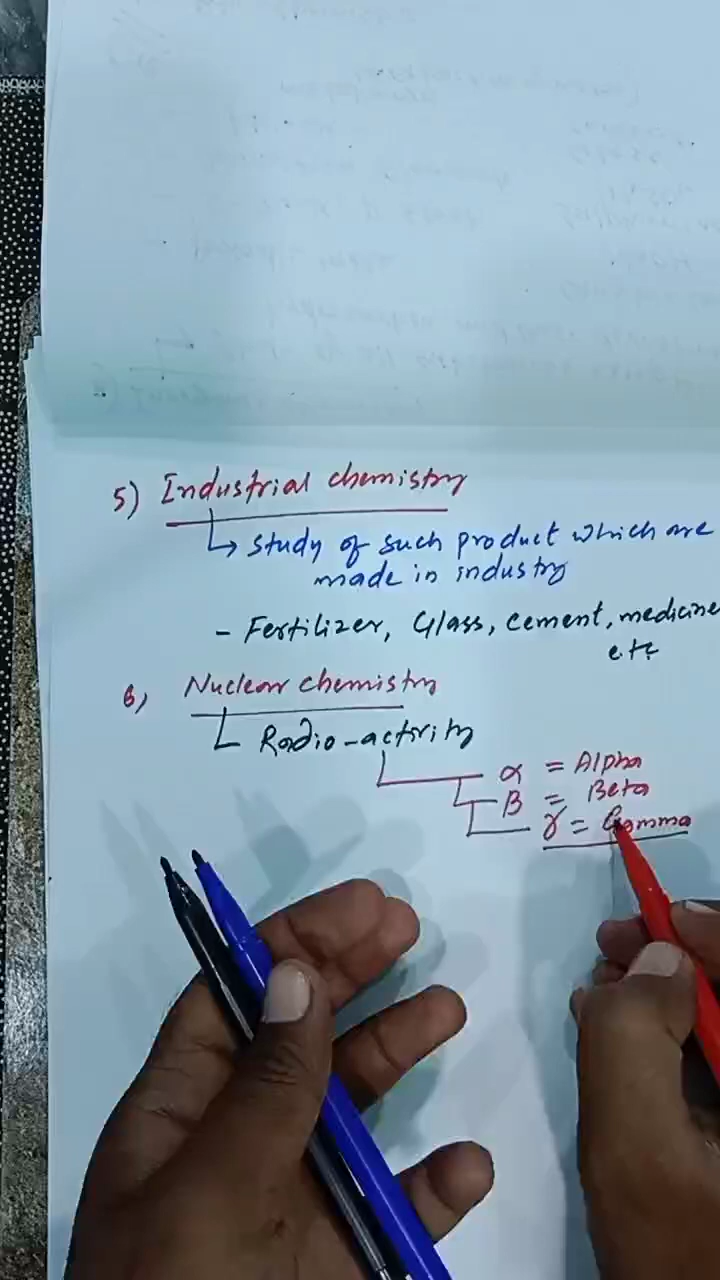 5) Industrial chemistry
↳ study of such product which are
made in industry
- Fertilizer, Glass, cement, medicine
etc
6) Nuclear chemistry
Radio-activity
α = Alpha
B = Beta
γ = Gamma